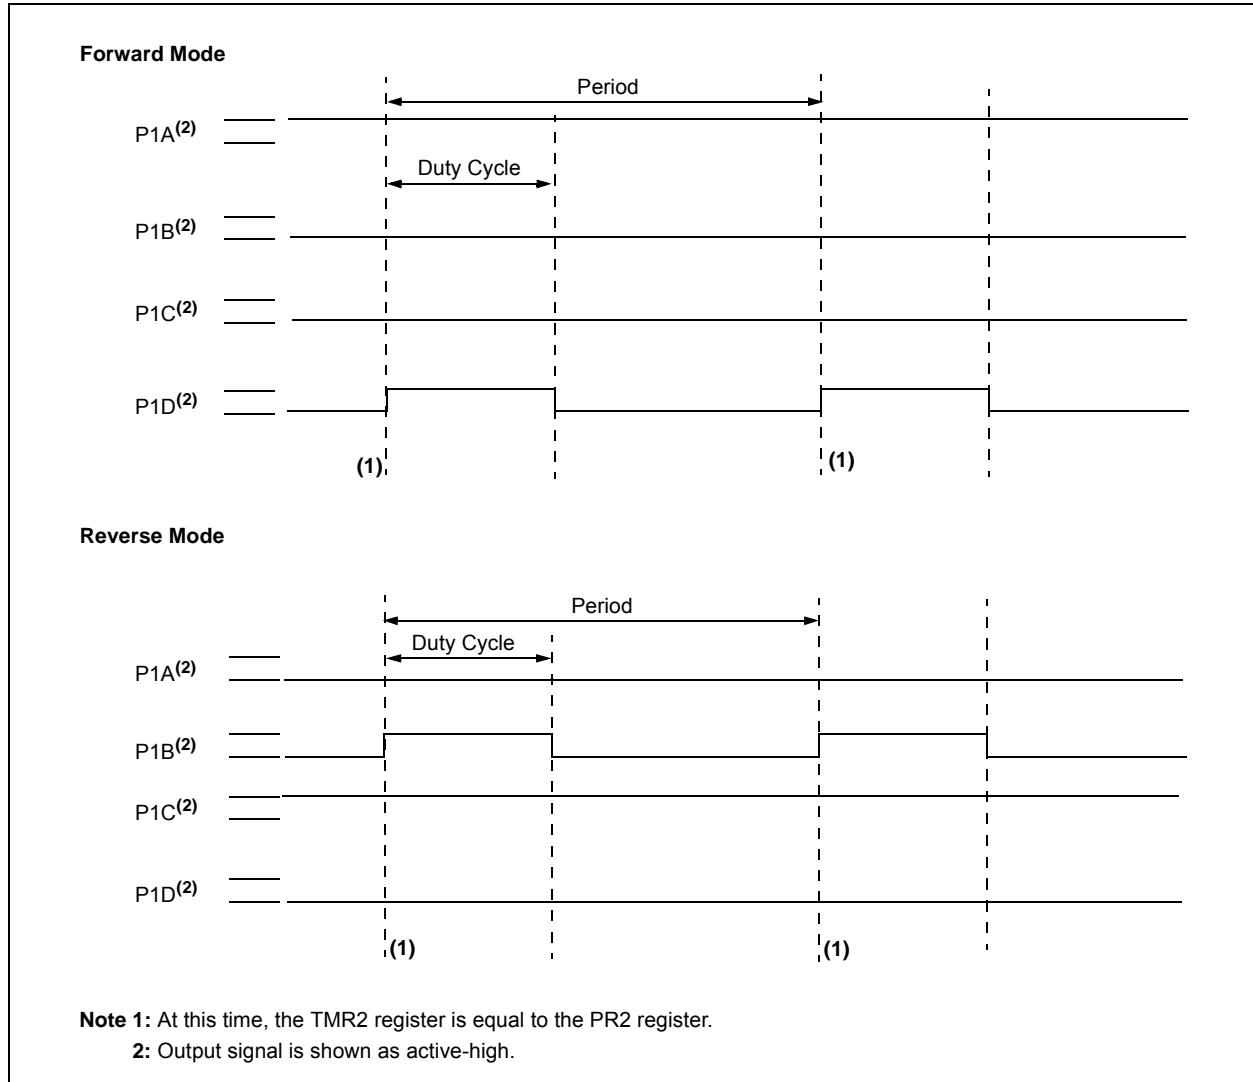 Forward Mode
Period
P1A(2)
Duty Cycle
P1B(2)
P1C(2)
P1D(2)
(1)
(1)
Reverse Mode
Period
Duty Cycle
P1A(2)
P1B(2)
P1C(2)
P1D(2)
(1)
(1)
Note 1: At this time, the TMR2 register is equal to the PR2 register.
2: Output signal is shown as active-high.